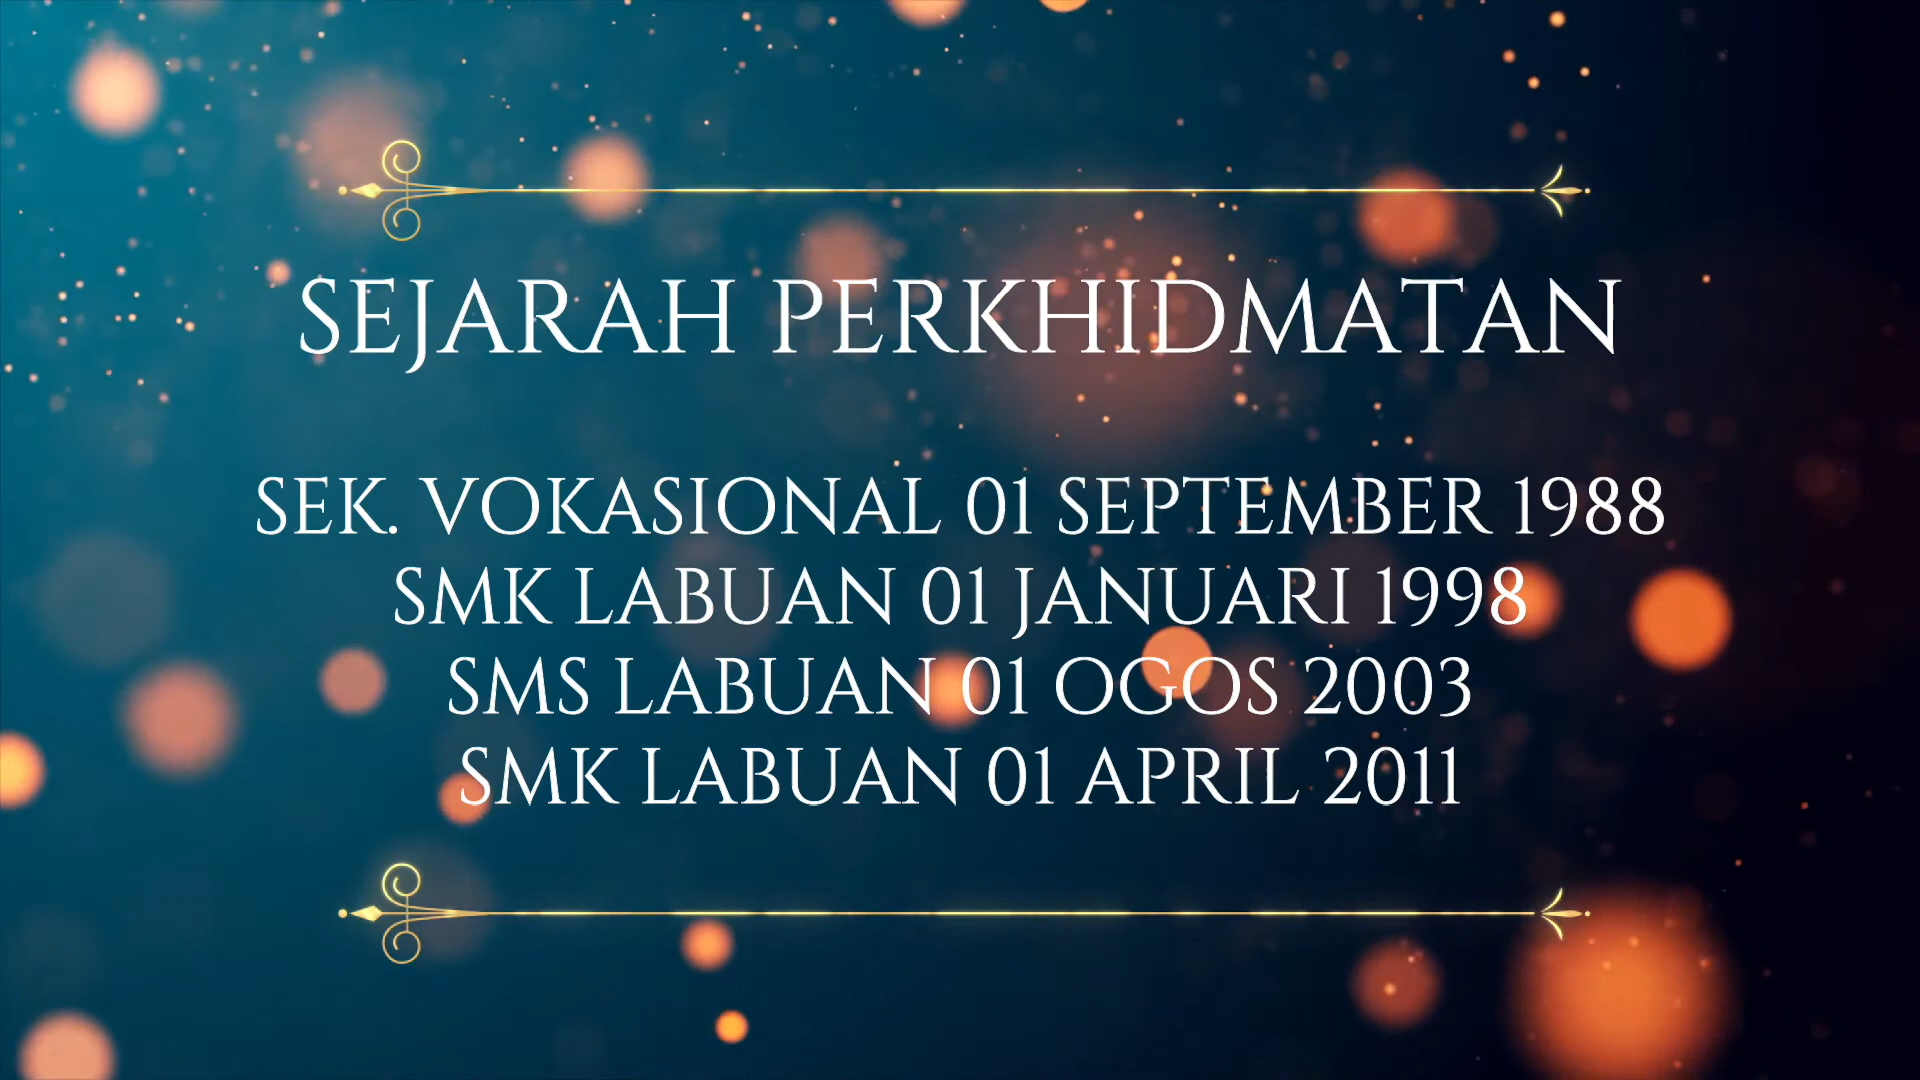 SEJARAH PERKHIDMATAN
SEK. VOKASIONAL 01 SEPTEMBER 1988
SMK LABUAN 01 JANUARI 1998
SMS LABUAN 01 OGOS 2003
SMK LABUAN 01 APRIL 2011